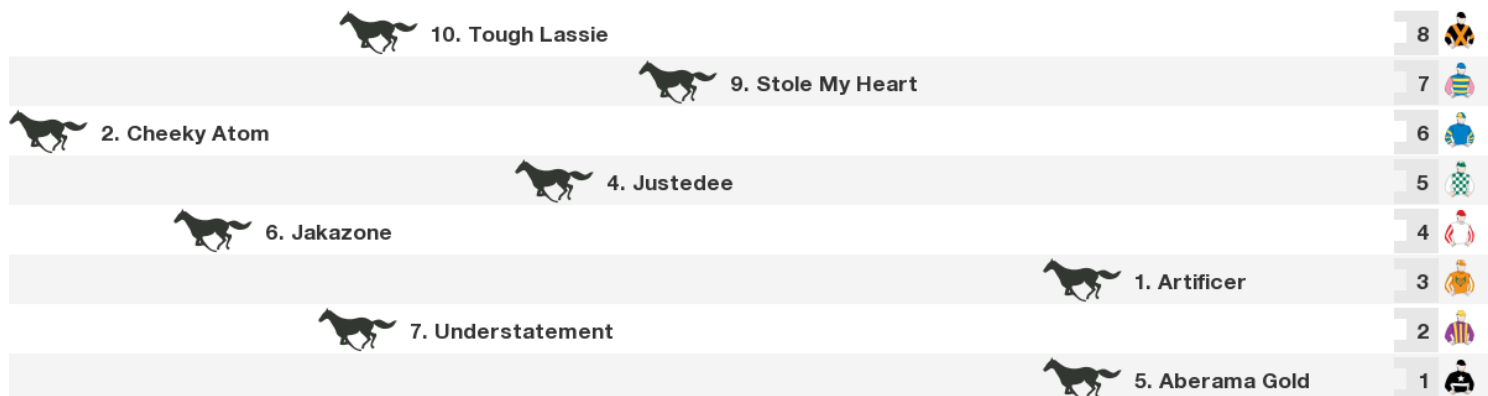 10. Tough Lassie 8
9. Stole My Heart 7
2. Cheeky Atom 6
4. Justedee 5
6. Jakazone 4
1. Artificer 3
7. Understatement 2
5. Aberama Gold 1